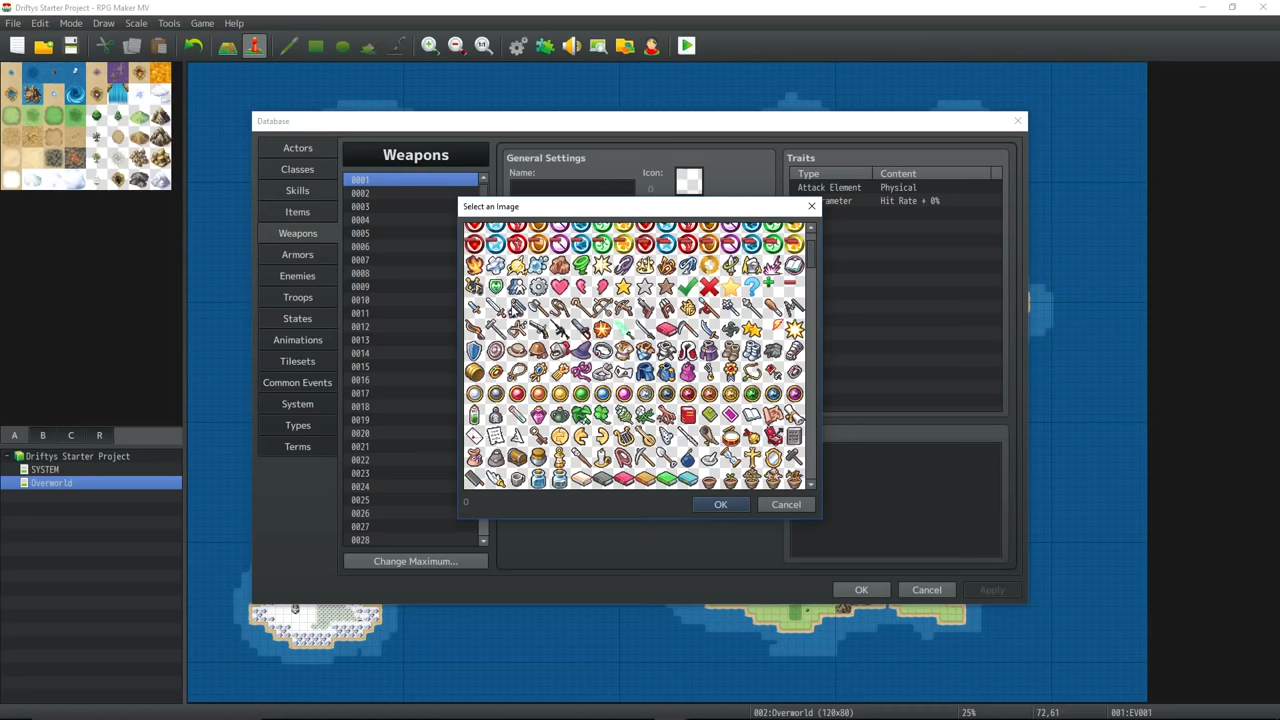 Driftys Starter Project - RPG Maker MV
File Edit Mode Draw Scale Tools Game Help
Database
Actors
Classes
Skills
Items
Weapons
Armors
Enemies
Troops
States
Animations
Tilesets
Common Events
System
Types
Terms
Weapons
0001
0002
0003
0004
0005
0006
0007
0008
0009
0010
0011
0012
0013
0014
0015
0016
0017
0018
0019
0020
0021
0022
0023
0024
0025
0026
0027
0028
Change Maximum...
General Settings
Name: Icon:
0
Traits
Type Content
Attack Element Physical
rameter Hit Rate + 0%
Select an Image
0
OK Cancel
OK Cancel Apply
A B C R
Driftys Starter Project
SYSTEM
Overworld
002:Overworld (120x80) 25% 72,61 001:EV001